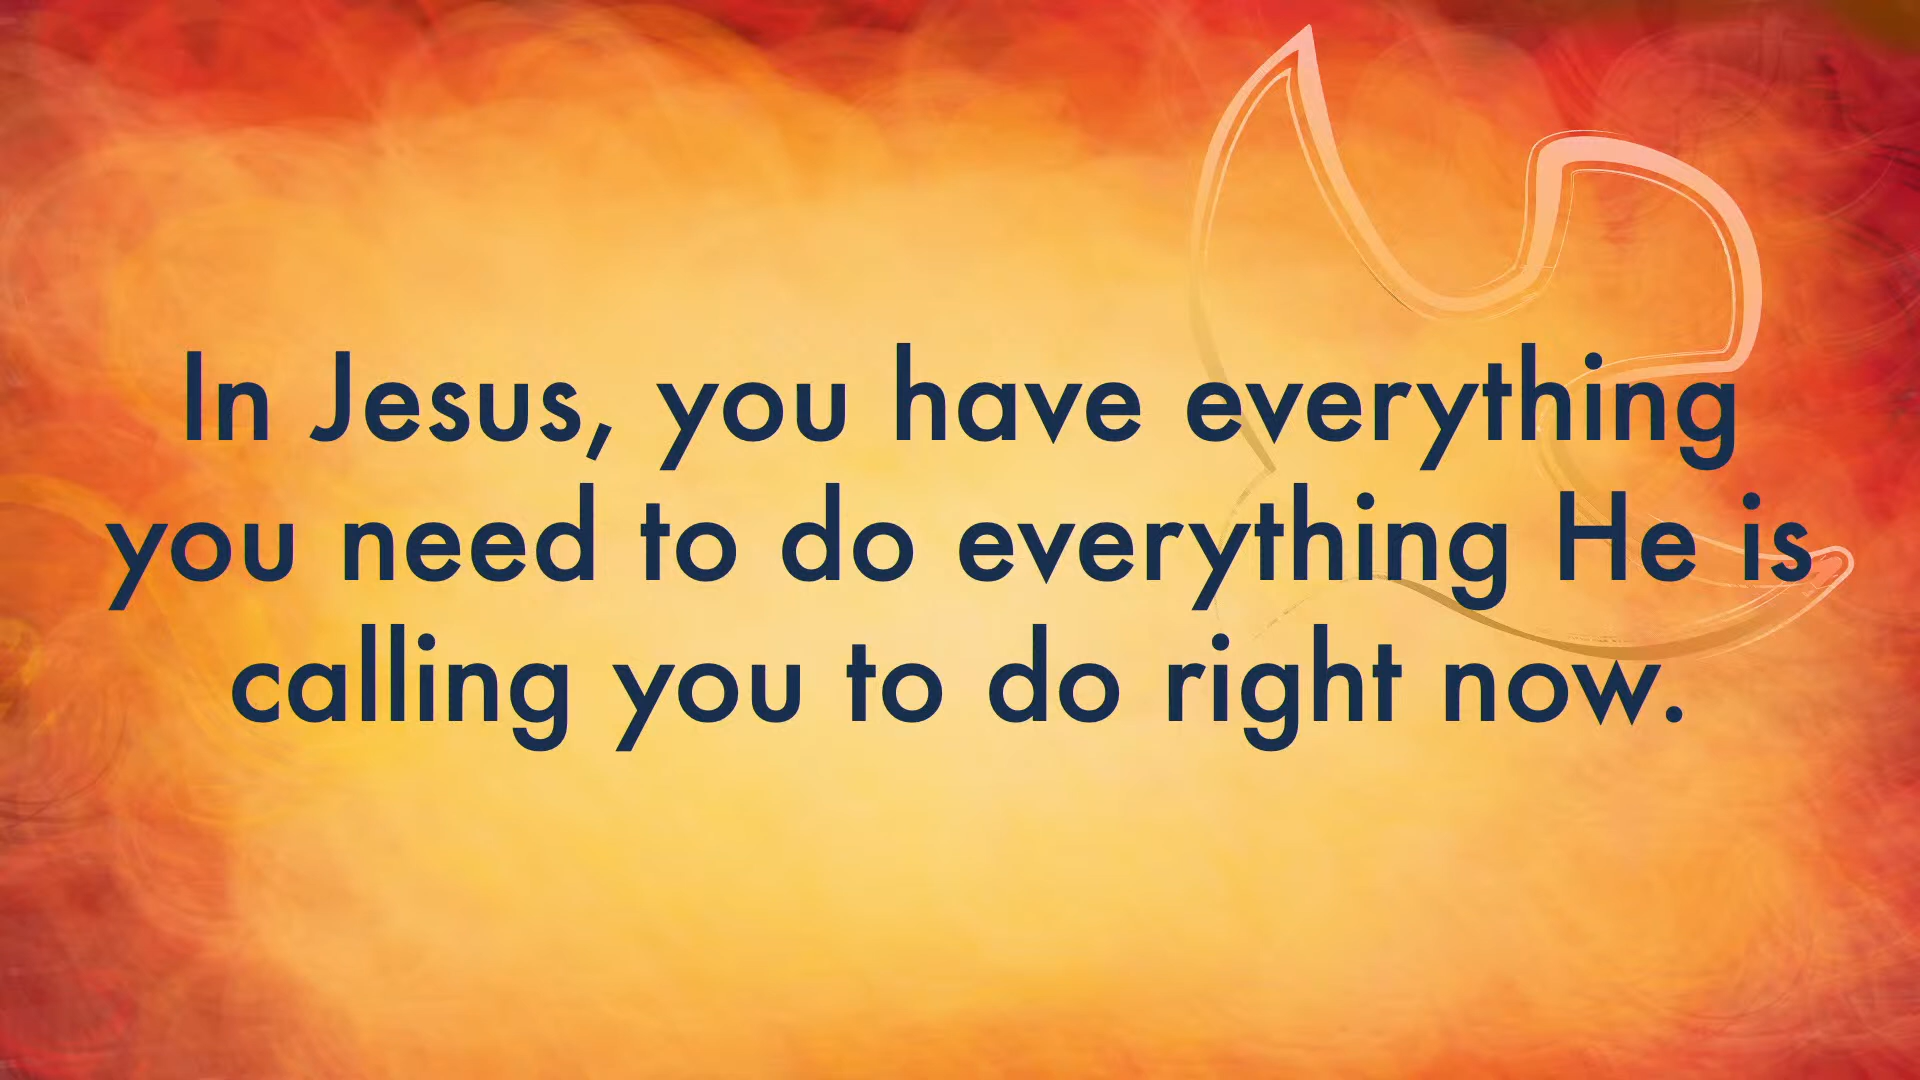 In Jesus, you have everything
you need to do everything He is
calling you to do right now.